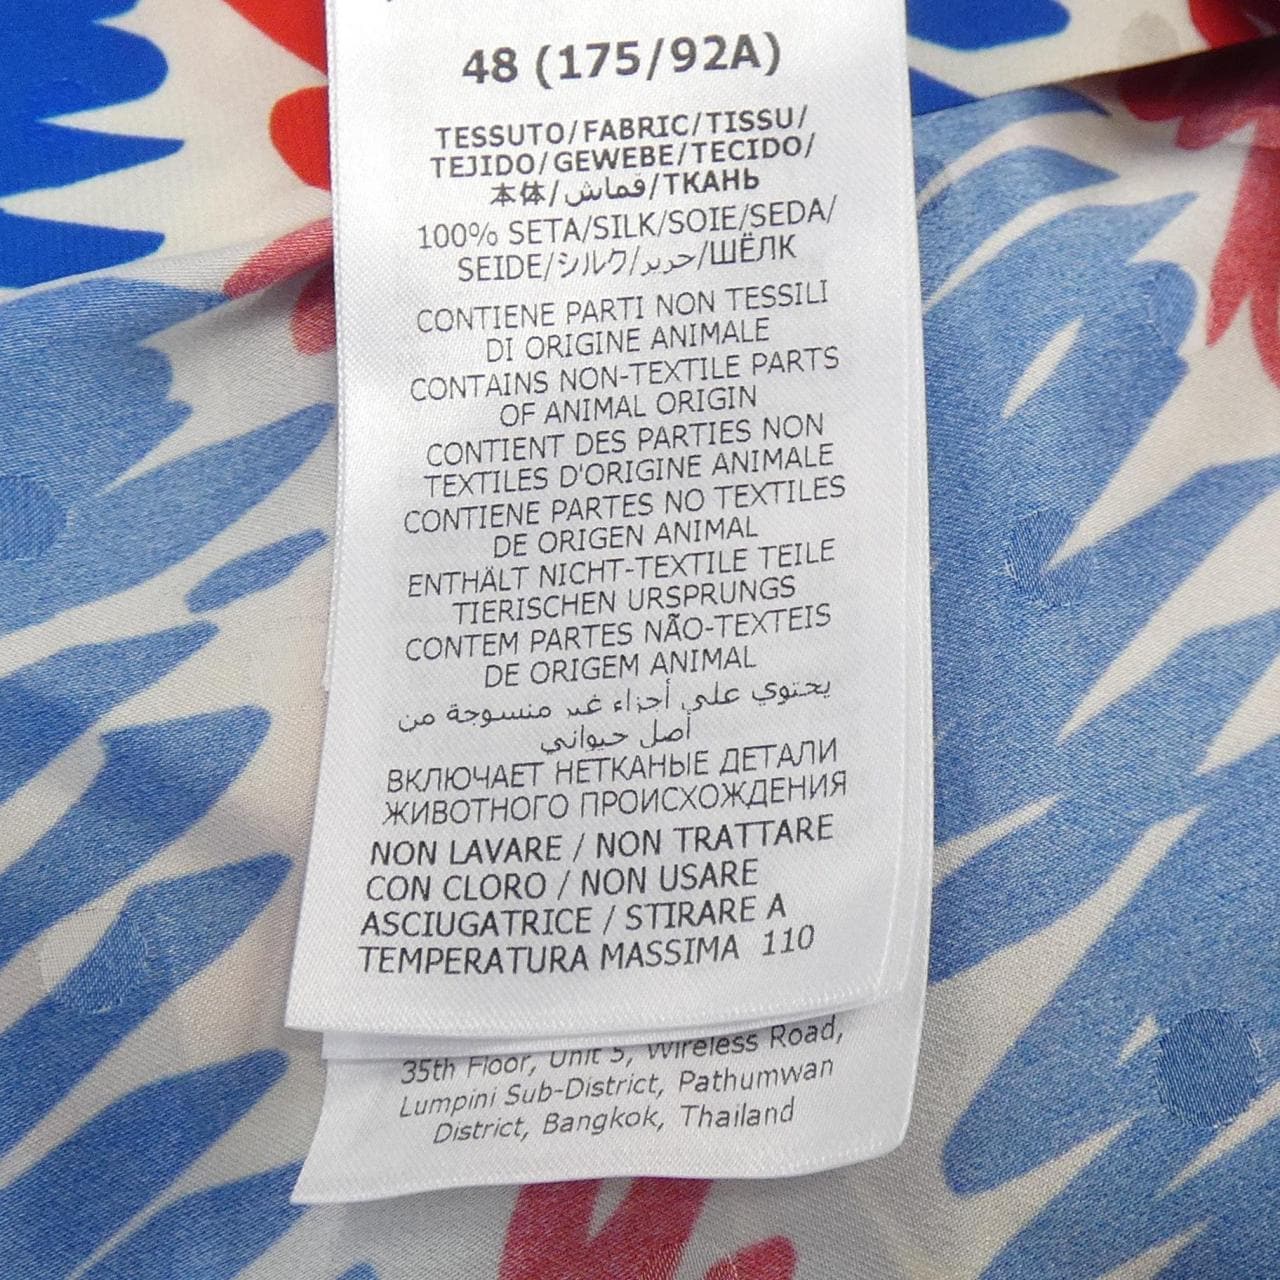 48 (175/92A)
TESSUTO/FABRIC/TISSU/
TEJIDO/GEWEBE/TECIDO/
本体/قماش/ТКАНЬ
100% SETA/SILK/SOIE/SEDA/
SEIDE/シルク/حرير/ШЁЛК
CONTIENE PARTI NON TESSILI
DI ORIGINE ANIMALE
CONTAINS NON-TEXTILE PARTS
OF ANIMAL ORIGIN
CONTIENT DES PARTIES NON
TEXTILES D'ORIGINE ANIMALE
CONTIENE PARTES NO TEXTILES
DE ORIGEN ANIMAL
ENTHÄLT NICHT-TEXTILE TEILE
TIERISCHEN URSPRUNGS
CONTEM PARTES NÃO-TEXTEIS
DE ORIGEM ANIMAL
يحتوي علي أجزاء غير منسوجة من
أصل حيواني
ВКЛЮЧАЕТ НЕТКАНЫЕ ДЕТАЛИ
ЖИВОТНОГО ПРОИСХОЖДЕНИЯ
NON LAVARE / NON TRATTARE
CON CLORO / NON USARE
ASCIUGATRICE / STIRARE A
TEMPERATURA MASSIMA 110
35th Floor, Unit 5, Wireless Road,
Lumpini Sub-District, Pathumwan
District, Bangkok, Thailand